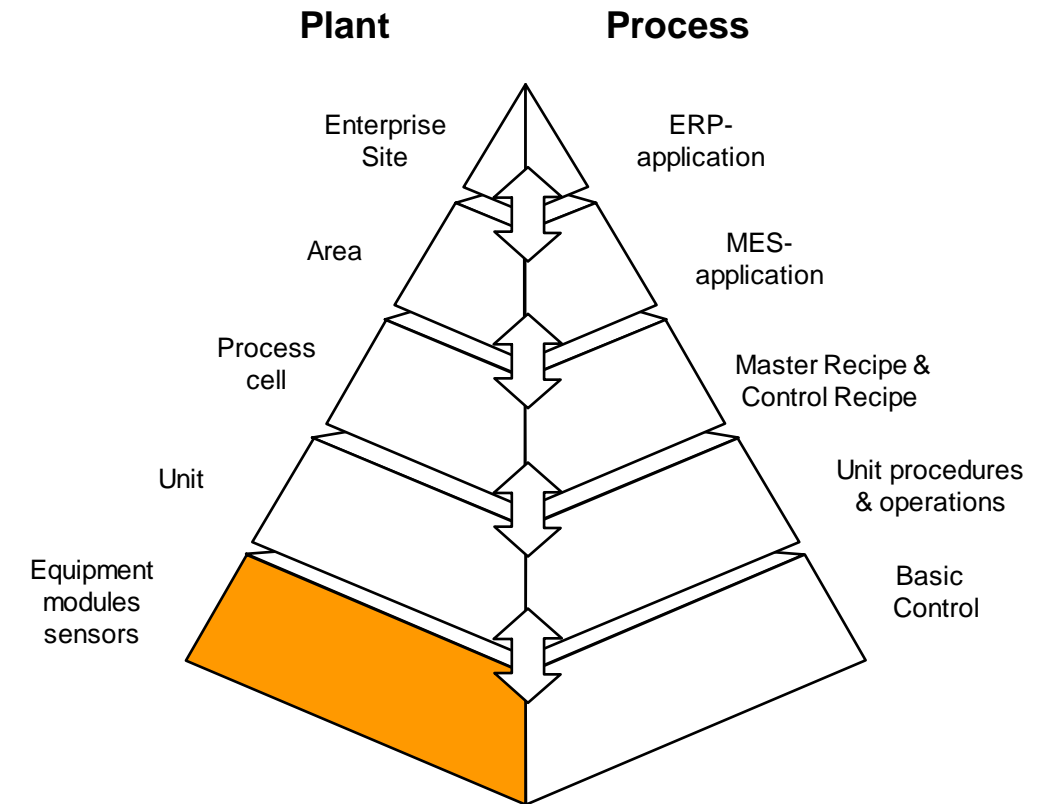 Plant
Process
Enterprise
Site
ERP-
application
Area
MES-
application
Process
cell
Master Recipe &
Control Recipe
Unit
Unit procedures
& operations
Equipment
modules
sensors
Basic
Control